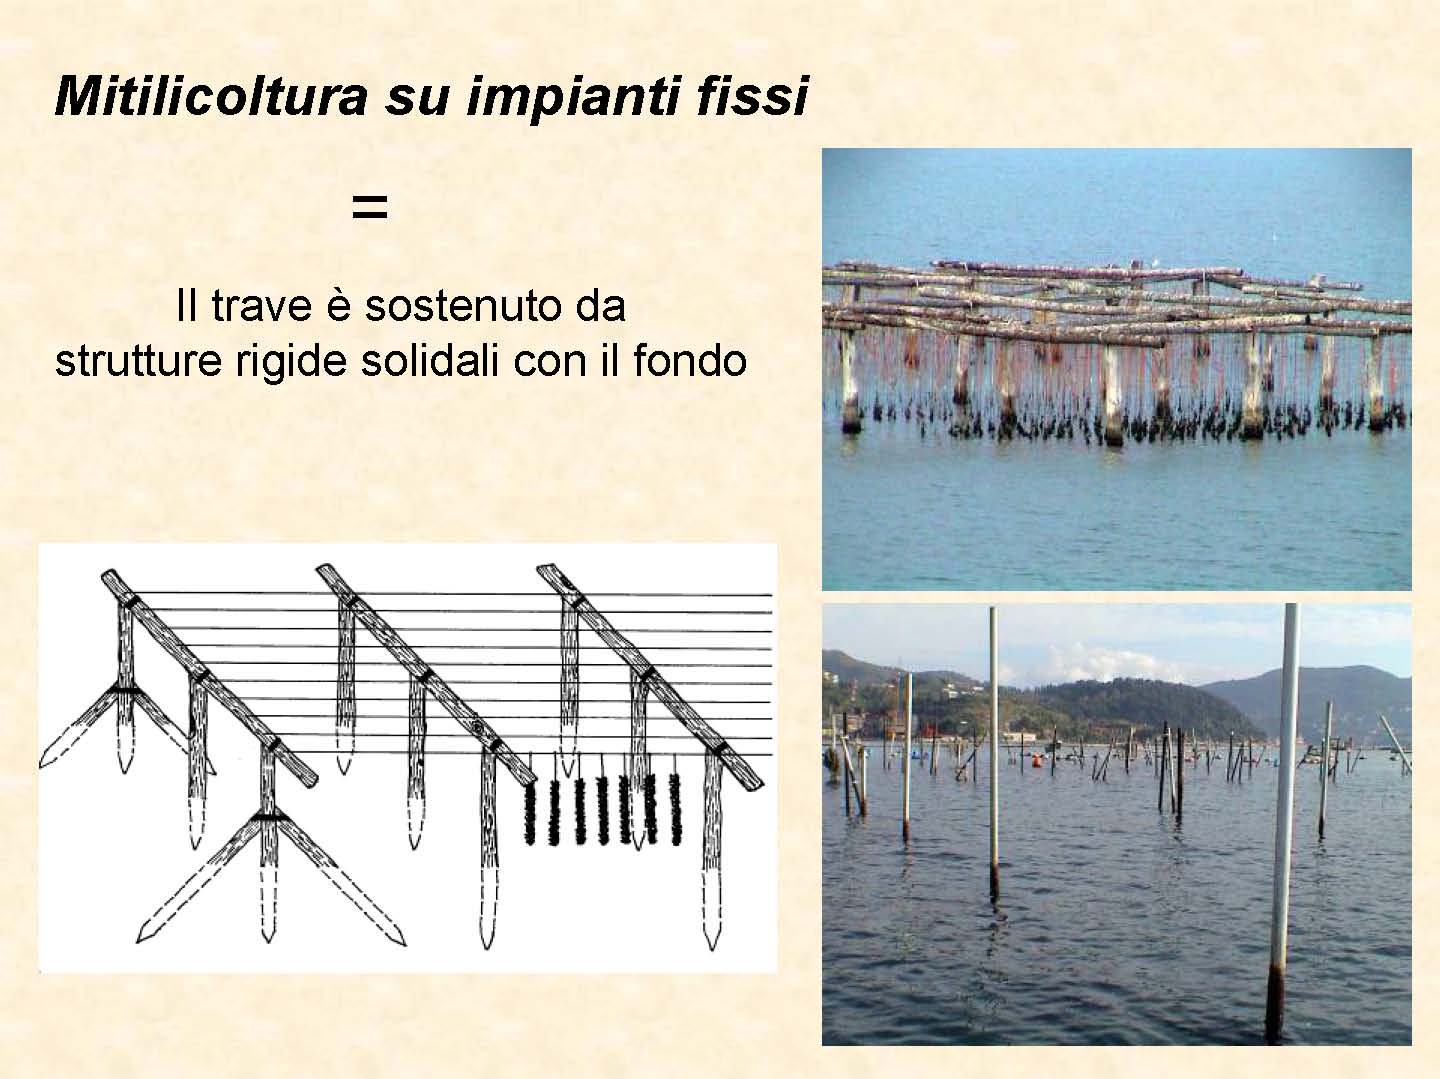 Mitilicoltura su impianti fissi
=
Il trave è sostenuto da
strutture rigide solidali con il fondo